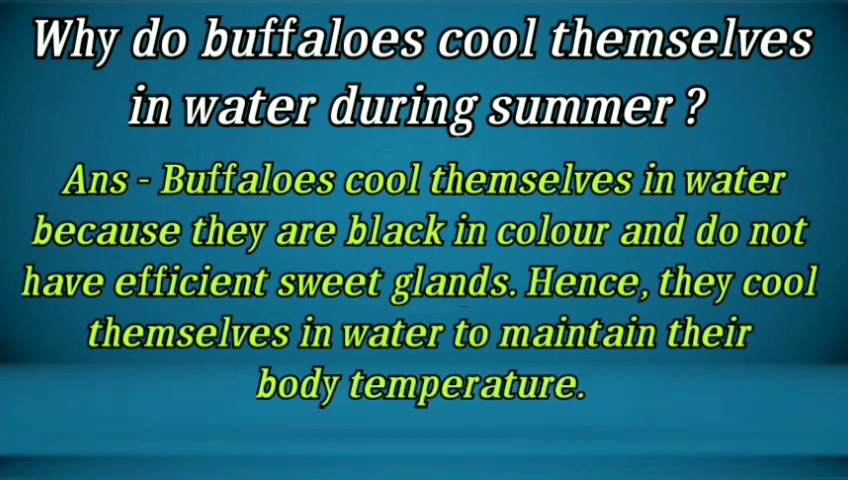 Why do buffaloes cool themselves
in water during summer ?
Ans - Buffaloes cool themselves in water
because they are black in colour and do not
have efficient sweet glands. Hence, they cool
themselves in water to maintain their
body temperature.